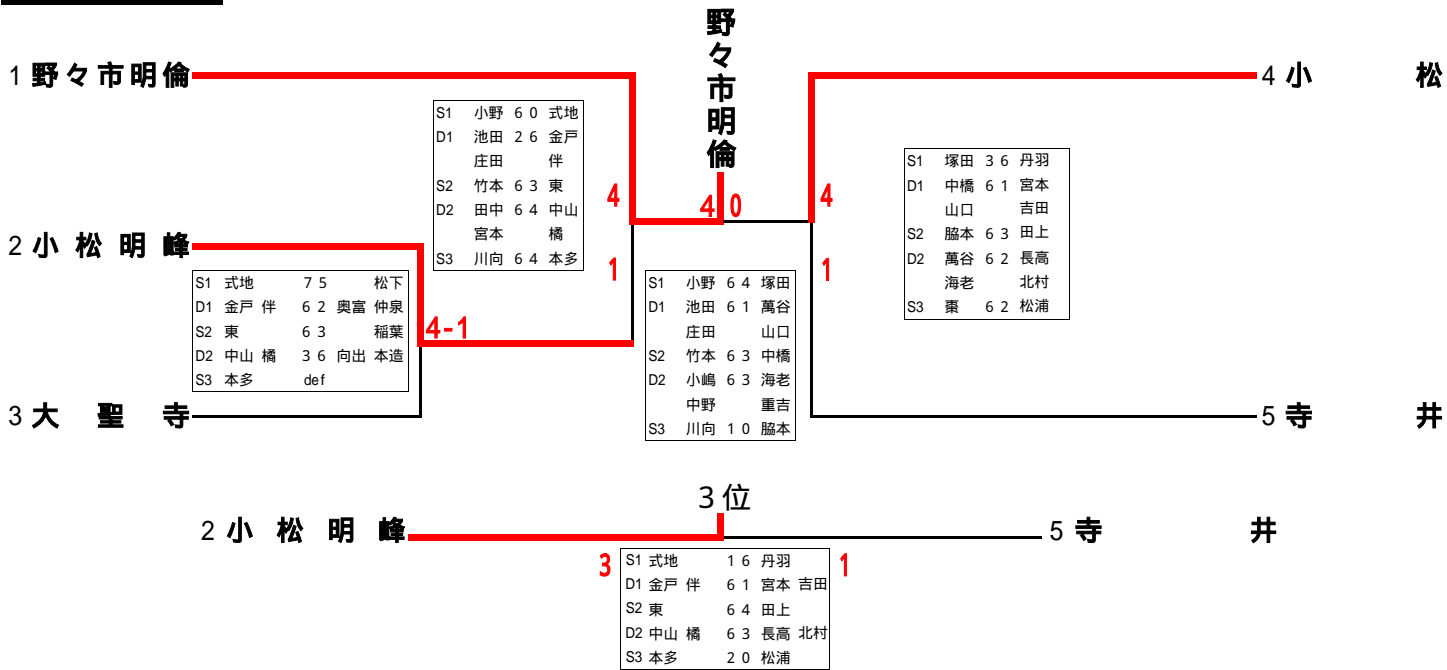 野々市明倫
1 野々市明倫
4 小 松
S1 小野 6 0 式地
D1 池田 2 6 金戸
庄田 伴
S2 竹本 6 3 東
D2 田中 6 4 中山
宮本 橘
S3 川向 6 4 本多
4
1
4 0
4
1
S1 塚田 3 6 丹羽
D1 中橋 6 1 宮本
山口 吉田
S2 脇本 6 3 田上
D2 萬谷 6 2 長高
海老 北村
S3 棗 6 2 松浦
2 小松明峰
S1 式地 7 5 松下
D1 金戸 伴 6 2 奥富 仲泉
S2 東 6 3 稲葉
D2 中山 橘 3 6 向出 本造
S3 本多 def
4-1
S1 小野 6 4 塚田
D1 池田 6 1 萬谷
庄田 山口
S2 竹本 6 3 中橋
D2 小嶋 6 3 海老
中野 重吉
S3 川向 1 0 脇本
3 大聖寺
5 寺 井
3位
2 小松明峰
5 寺 井
3
1
S1 式地 1 6 丹羽
D1 金戸 伴 6 1 宮本 吉田
S2 東 6 4 田上
D2 中山 橘 6 3 長高 北村
S3 本多 2 0 松浦